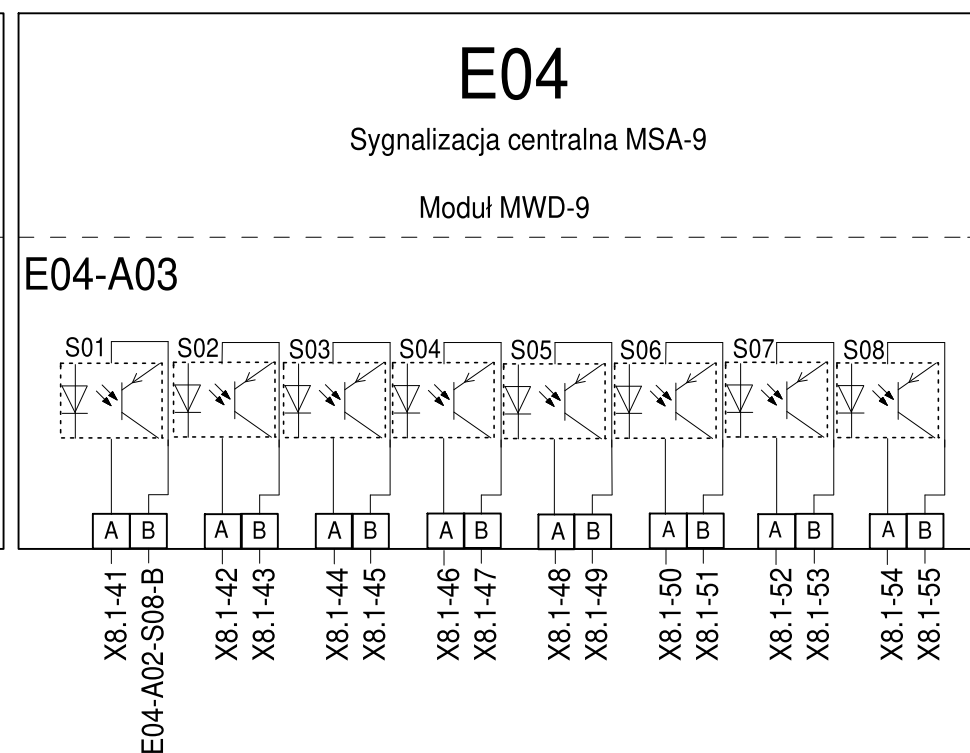 E04
Sygnalizacja centralna MSA-9
Moduł MWD-9
E04-A03
S01 S02 S03 S04 S05 S06 S07 S08
A B A B A B A B A B A B A B A B
X8.1-41
E04-A02-S08-B
X8.1-42
X8.1-43
X8.1-44
X8.1-45
X8.1-46
X8.1-47
X8.1-48
X8.1-49
X8.1-50
X8.1-51
X8.1-52
X8.1-53
X8.1-54
X8.1-55